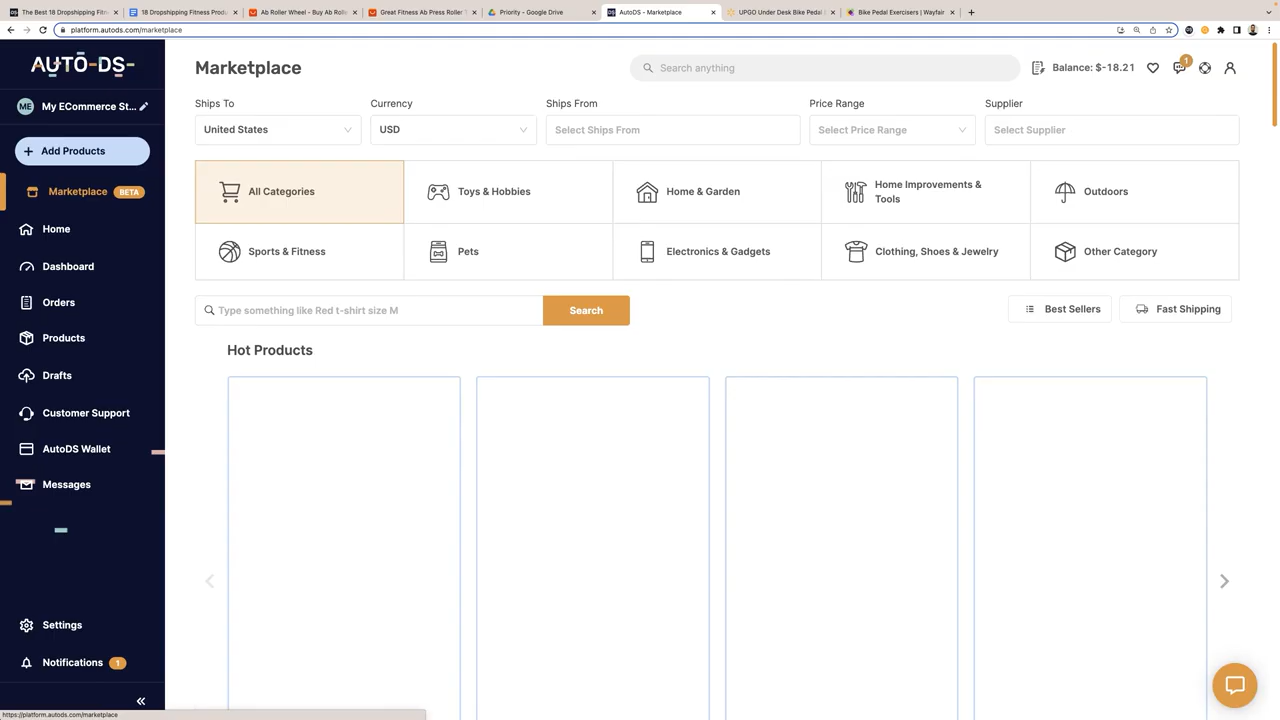 The Best 18 Dropshipping Fitn
18 Dropshipping Fitness Produ
Ab Roller Wheel – Buy Ab Rolle
Great Fitness Ab Press Roller
Priority - Google Drive
AutoDS - Marketplace
UPGO Under Desk Bike Pedal
Bike Pedal Exercisers | Wayfair
platform.autods.com/marketplace
AUTO-DS-
ME My ECommerce St...
+ Add Products
Marketplace BETA
Home
Dashboard
Orders
Products
Drafts
Customer Support
AutoDS Wallet
Messages
Settings
Notifications 1
Marketplace
Search anything
Balance: $-18.21
1
Ships To
Currency
Ships From
Price Range
Supplier
United States
USD
Select Ships From
Select Price Range
Select Supplier
All Categories
Toys & Hobbies
Home & Garden
Home Improvements &
Tools
Outdoors
Sports & Fitness
Pets
Electronics & Gadgets
Clothing, Shoes & Jewelry
Other Category
Type something like Red t-shirt size M
Search
Best Sellers
Fast Shipping
Hot Products
https://platform.autods.com/marketplace